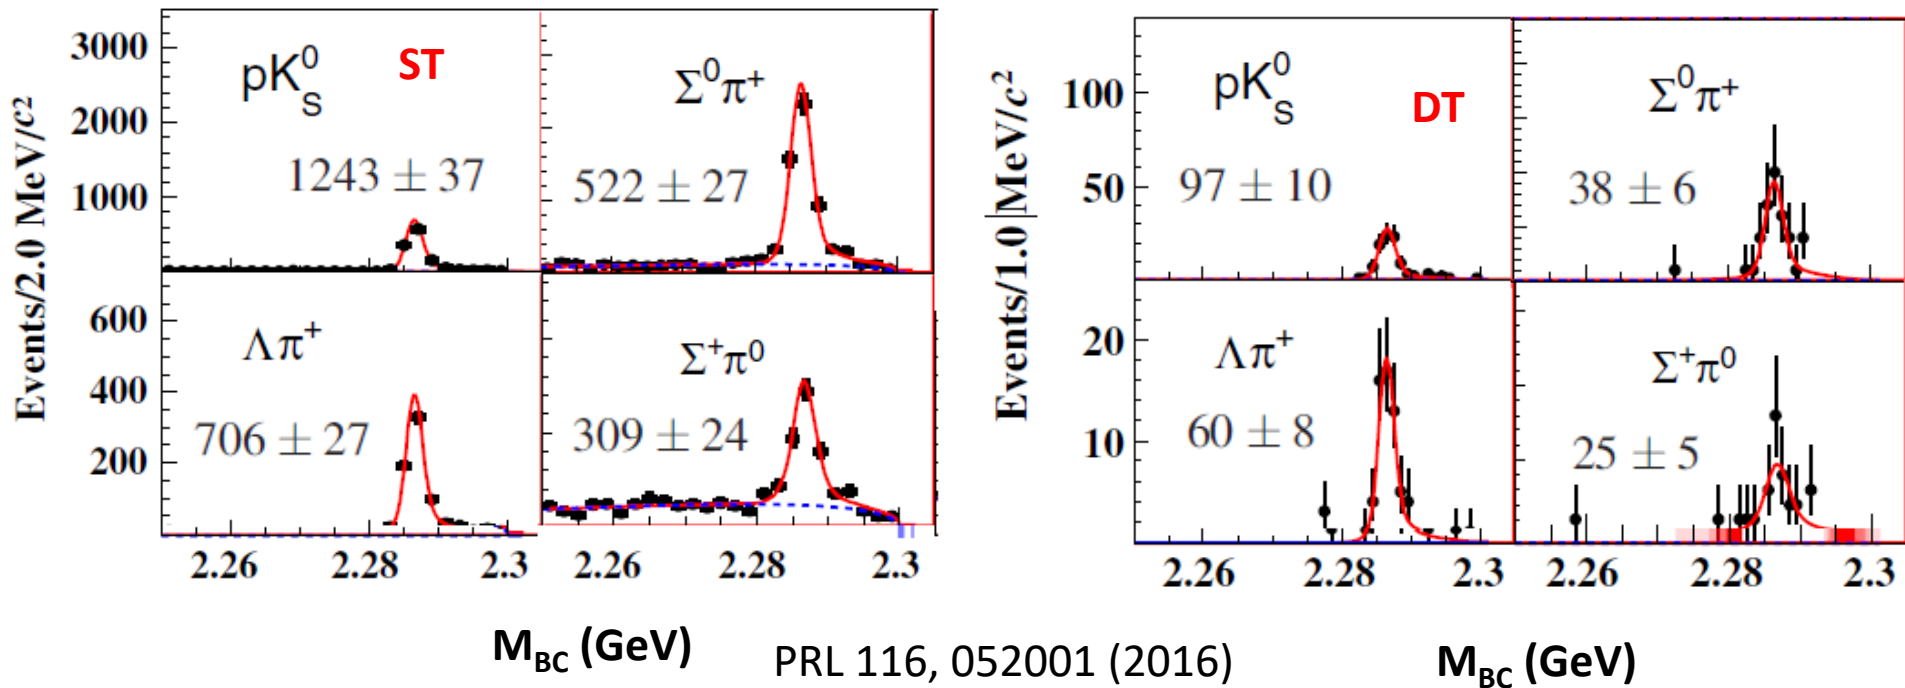 Events/2.0 MeV/c²
3000
2000
1000
pK⁰_S
ST
1243 ± 37
Σ⁰π⁺
522 ± 27
600
400
200
Λπ⁺
706 ± 27
Σ⁺π⁰
309 ± 24
2.26 2.28 2.3
2.26 2.28 2.3
M_BC (GeV)
Events/1.0 MeV/c²
100
50
pK⁰_S
DT
97 ± 10
Σ⁰π⁺
38 ± 6
20
10
Λπ⁺
60 ± 8
Σ⁺π⁰
25 ± 5
2.26 2.28 2.3
2.26 2.28 2.3
M_BC (GeV)
PRL 116, 052001 (2016)